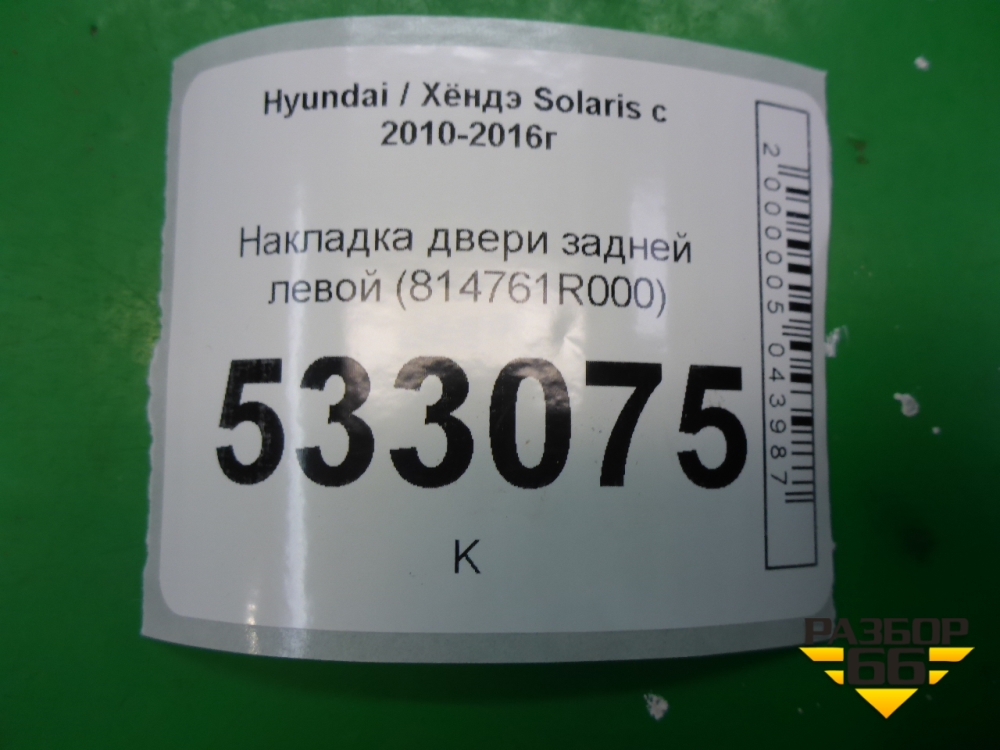 Hyundai / Хёндэ Solaris с
2010-2016г
Накладка двери задней
левой (814761R000)
533075
К
2000005043987
РАЗБОР
66